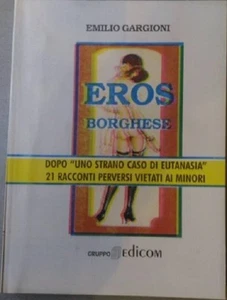 EMILIO GARGIONI
EROS
BORGHESE
DOPO "UNO STRANO CASO DI EUTANASIA"
21 RACCONTI PERVERSI VIETATI AI MINORI
GRUPPO EDICOM